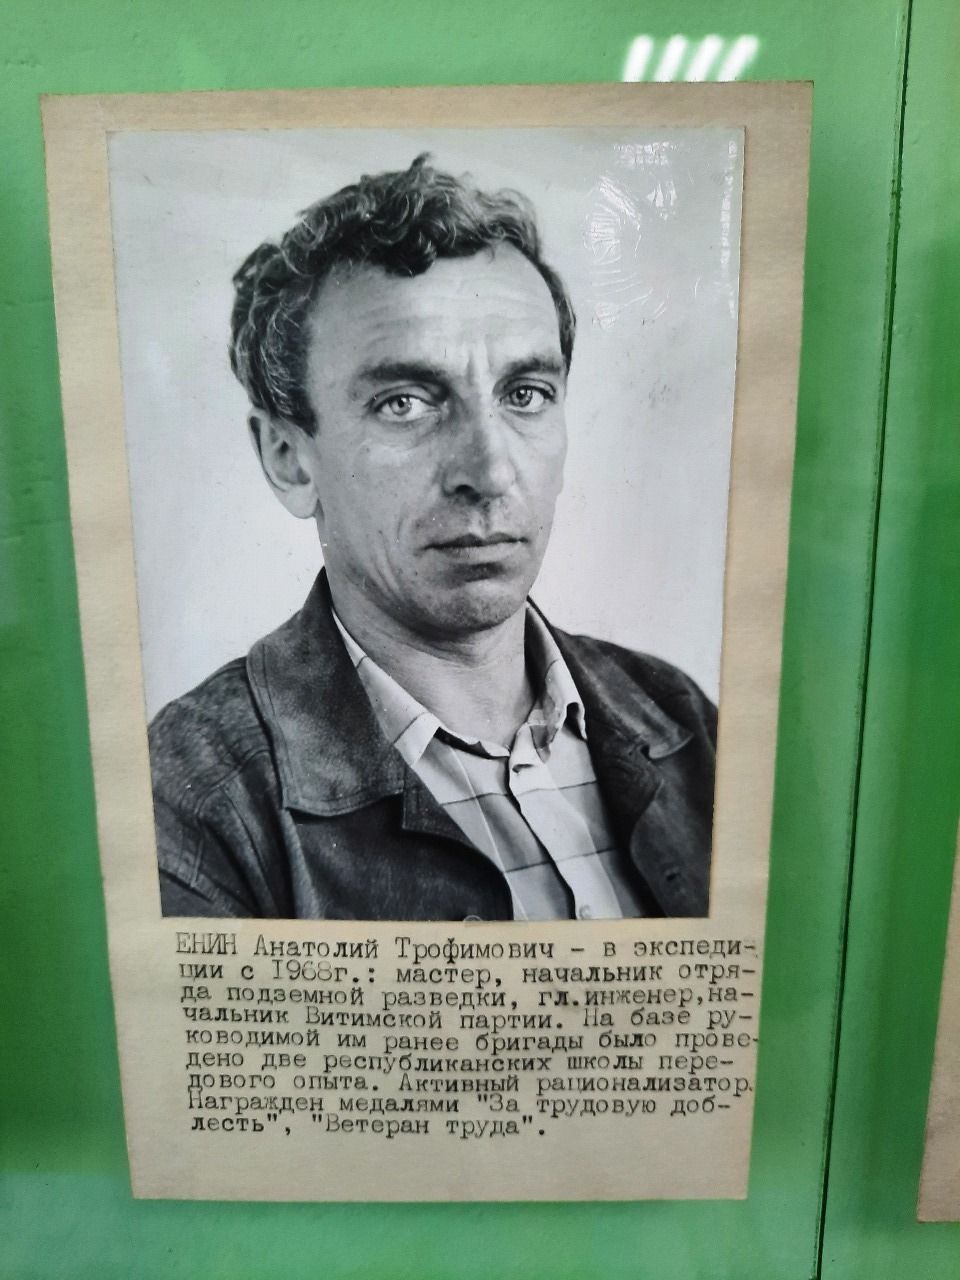 ЕНИН Анатолий Трофимович - в экспеди-
ции с 1968г.: мастер, начальник отря-
да подземной разведки, гл.инженер,на-
чальник Витимской партии. На базе ру-
ководимой им ранее бригады было прове-
дено две республиканских школы пере-
дового опыта. Активный рационализатор.
Награжден медалями "За трудовую доб-
лесть", "Ветеран труда".